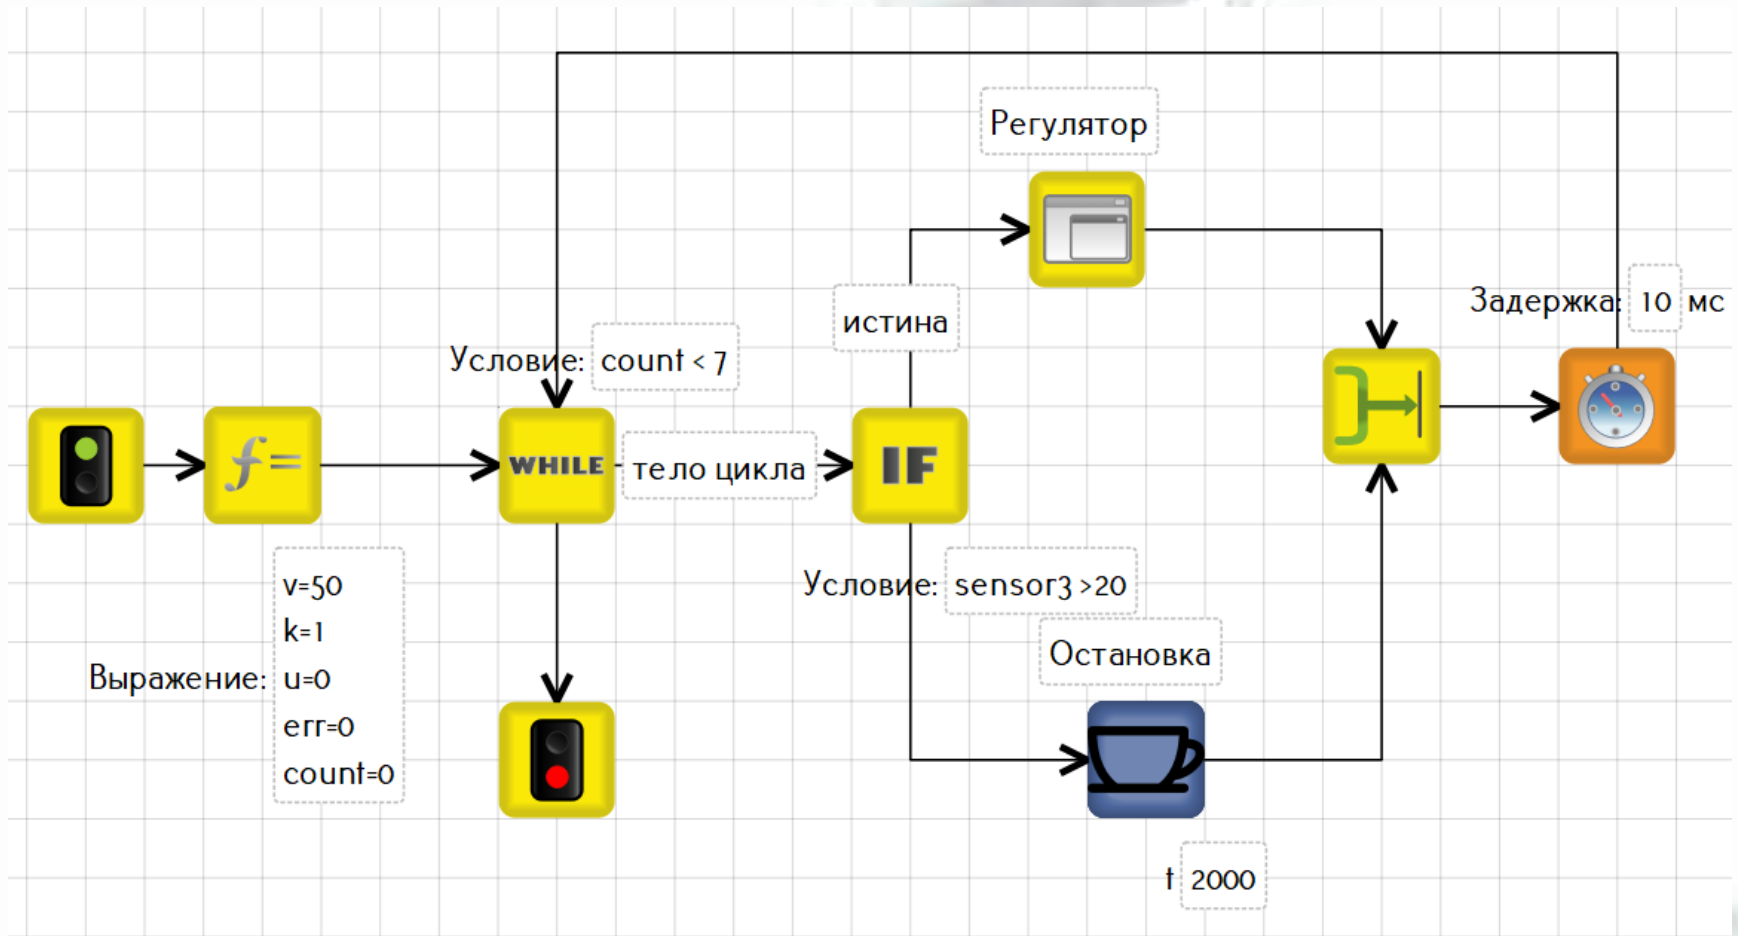 Регулятор
истина
Задержка: 10 мс
Условие: count < 7
WHILE
тело цикла
IF
f =
Условие: sensor3 >20
v=50
k=1
Выражение: u=0
err=0
count=0
Остановка
t 2000